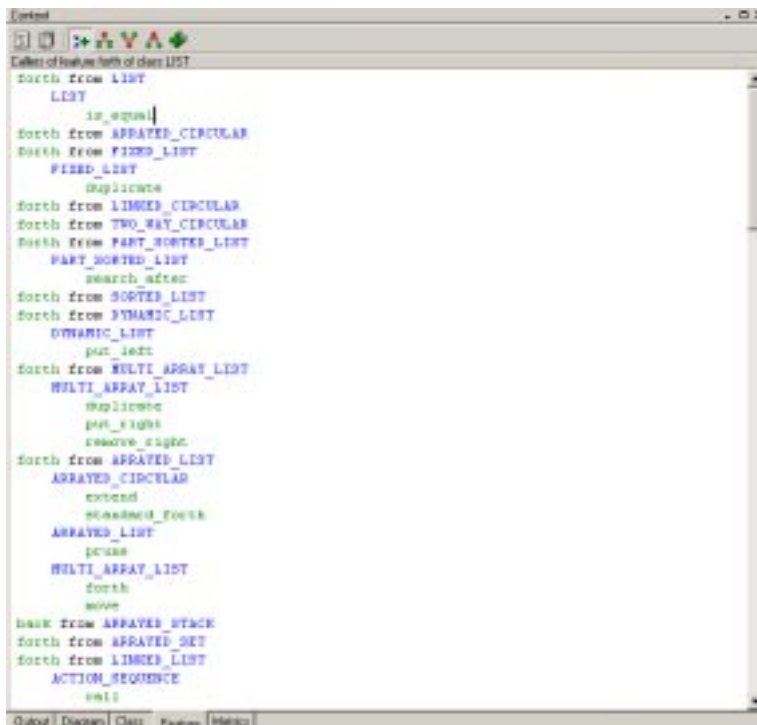 Context
Callers of feature forth of class LIST
forth from LIST
LIST
is_equal
forth from ARRAYED_CIRCULAR
forth from FIXED_LIST
FIXED_LIST
duplicate
forth from LINKED_CIRCULAR
forth from TWO_WAY_CIRCULAR
forth from PART_SORTED_LIST
PART_SORTED_LIST
search_after
forth from SORTED_LIST
forth from DYNAMIC_LIST
DYNAMIC_LIST
put_left
forth from MULTI_ARRAY_LIST
MULTI_ARRAY_LIST
duplicate
put_right
remove_right
forth from ARRAYED_LIST
ARRAYED_CIRCULAR
extend
standard_forth
ARRAYED_LIST
prune
MULTI_ARRAY_LIST
forth
move
back from ARRAYED_STACK
forth from ARRAYED_SET
forth from LINKED_LIST
ACTION_SEQUENCE
call
Output Diagram Class Feature Metrics